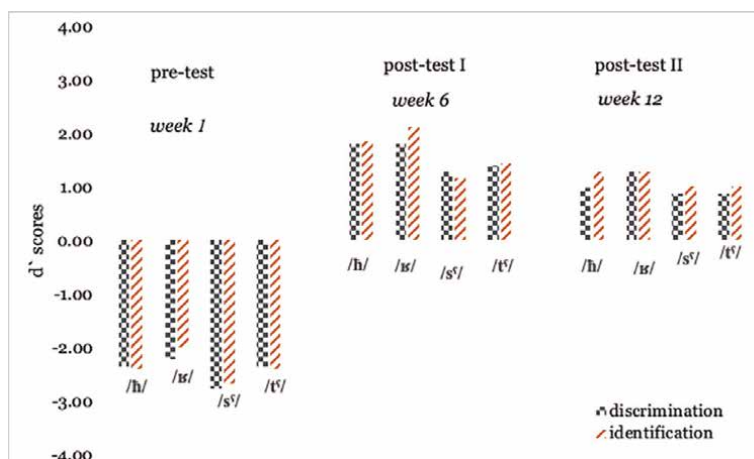 4.00
3.00
2.00
1.00
0.00
-1.00
-2.00
-3.00
-4.00
d` scores
pre-test
week 1
post-test I
week 6
post-test II
week 12
/ħ/
/ʁ/
/sˤ/
/tˤ/
/ħ/
/ʁ/
/sˤ/
/tˤ/
/ħ/
/ʁ/
/sˤ/
/tˤ/
discrimination
identification